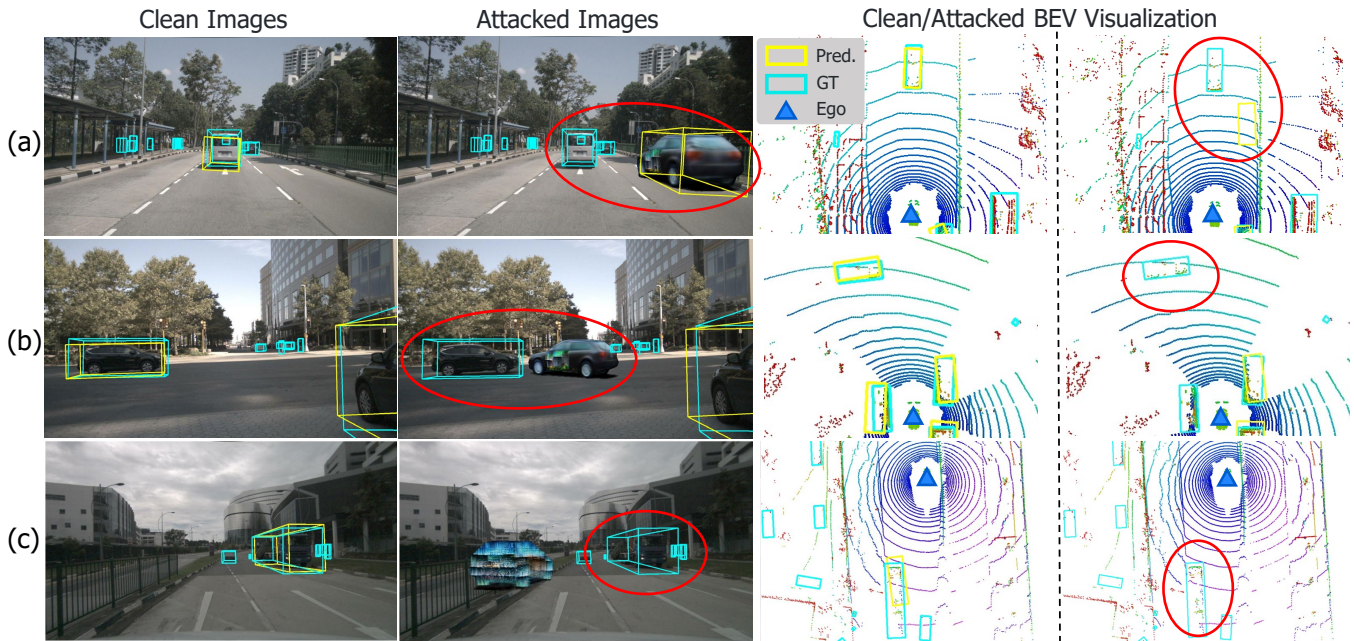 Clean Images
Attacked Images
Clean/Attacked BEV Visualization
Pred.
GT
Ego
(a)
(b)
(c)